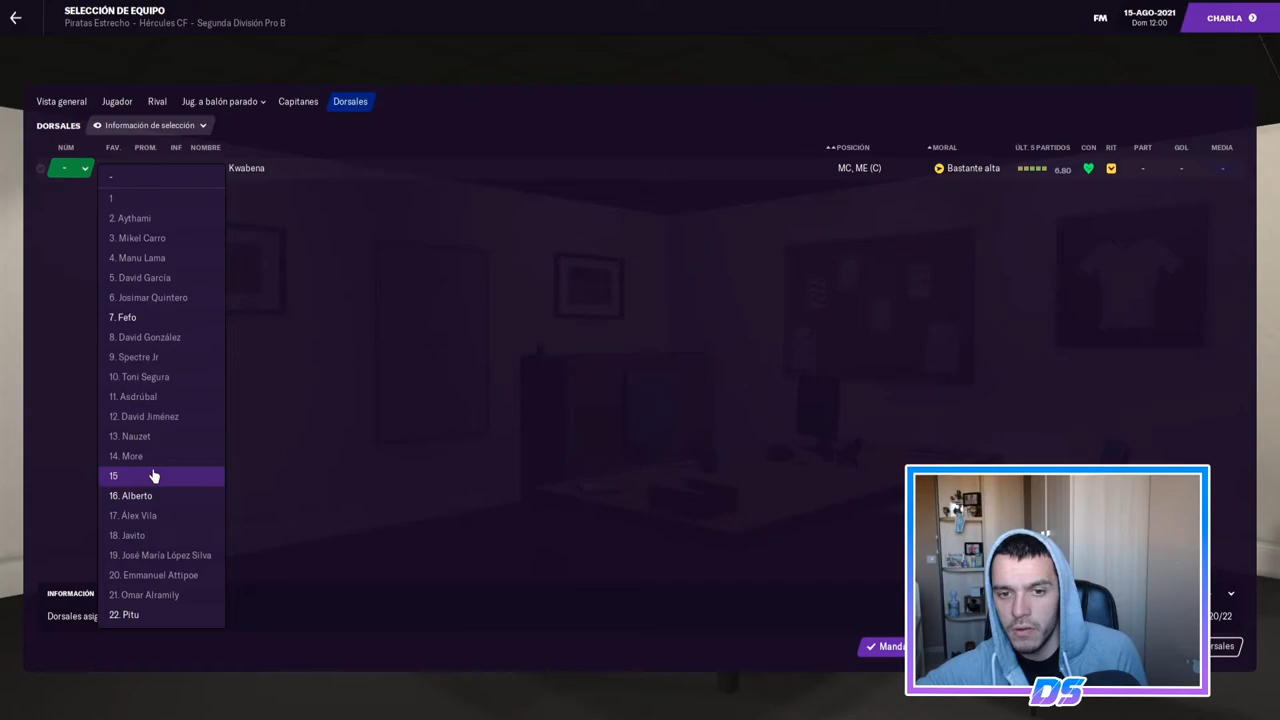 SELECCIÓN DE EQUIPO
Piratas Estrecho - Hércules CF - Segunda División Pro B
FM
15-AGO-2021
Dom 12:00
CHARLA
Vista general
Jugador
Rival
Jug. a balón parado
Capitanes
Dorsales
DORSALES
Información de selección
NÚM
FAV.
PROM.
INF
NOMBRE
POSICIÓN
MORAL
ÚLT. 5 PARTIDOS
CON
RIT
PART
GOL
MEDIA
-
Kwabena
MC, ME (C)
Bastante alta
6.80
-
-
-
-
1
2. Aythami
3. Mikel Carro
4. Manu Lama
5. David García
6. Josimar Quintero
7. Fefo
8. David González
9. Spectre Jr
10. Toni Segura
11. Asdrúbal
12. David Jiménez
13. Nauzet
14. More
15
16. Alberto
17. Álex Vila
18. Javito
19. José María López Silva
20. Emmanuel Attipoe
21. Omar Alramily
22. Pitu
INFORMACIÓN
Dorsales asig
20/22
Manda
rsales
DS